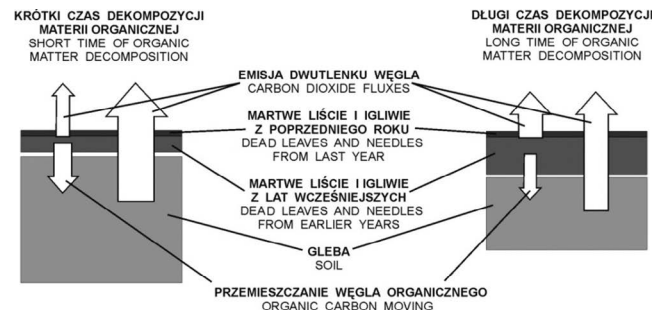 KRÓTKI CZAS DEKOMPOZYCJI
MATERII ORGANICZNEJ
SHORT TIME OF ORGANIC
MATTER DECOMPOSITION
DŁUGI CZAS DEKOMPOZYCJI
MATERII ORGANICZNEJ
LONG TIME OF ORGANIC
MATTER DECOMPOSITION
EMISJA DWUTLENKU WĘGLA
CARBON DIOXIDE FLUXES
MARTWE LIŚCIE I IGLIWIE
Z POPRZEDNIEGO ROKU
DEAD LEAVES AND NEEDLES
FROM LAST YEAR
MARTWE LIŚCIE I IGLIWIE
Z LAT WCZEŚNIEJSZYCH
DEAD LEAVES AND NEEDLES
FROM EARLIER YEARS
GLEBA
SOIL
PRZEMIESZCZANIE WĘGLA ORGANICZNEGO
ORGANIC CARBON MOVING